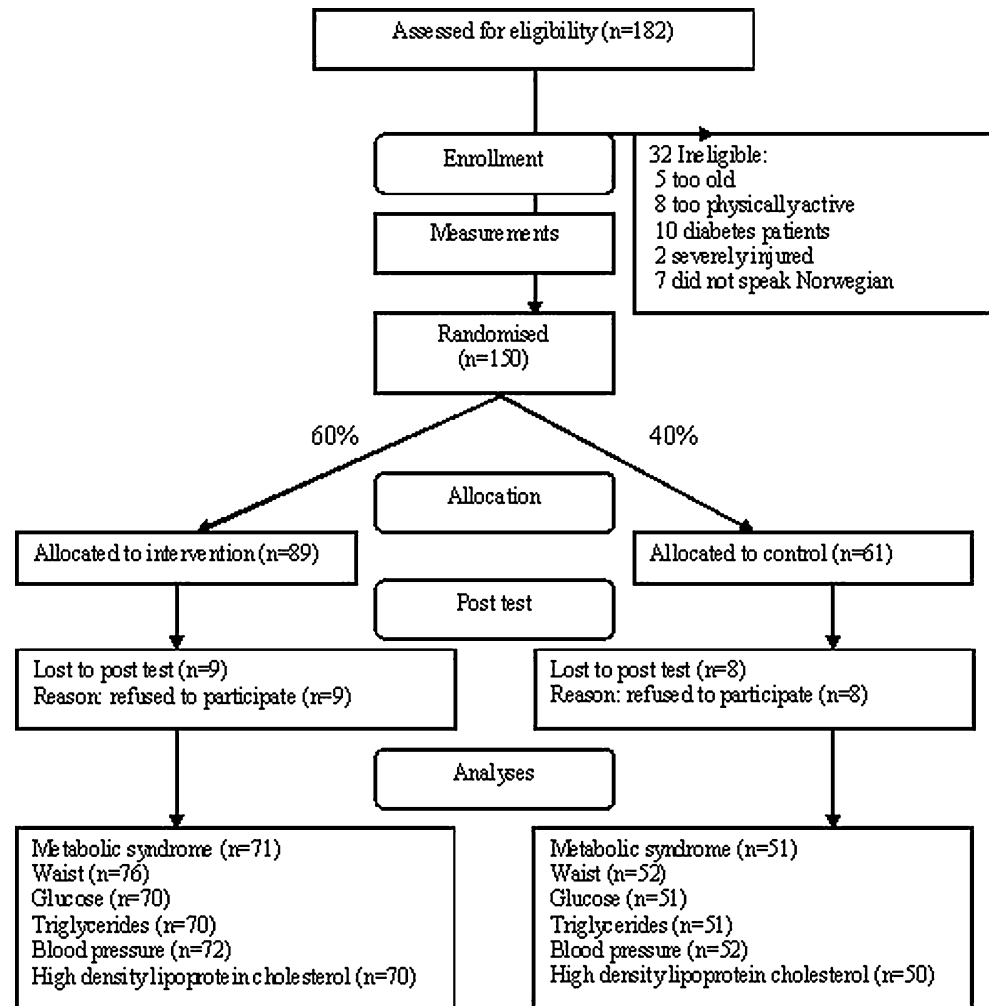 Assessed for eligibility (n=182)
Enrollment
32 Ineligible:
5 too old
8 too physically active
10 diabetes patients
2 severely injured
7 did not speak Norwegian
Measurements
Randomised
(n=150)
60%
40%
Allocation
Allocated to intervention (n=89)
Allocated to control (n=61)
Post test
Lost to post test (n=9)
Reason: refused to participate (n=9)
Lost to post test (n=8)
Reason: refused to participate (n=8)
Analyses
Metabolic syndrome (n=71)
Waist (n=76)
Glucose (n=70)
Triglycerides (n=70)
Blood pressure (n=72)
High density lipoprotein cholesterol (n=70)
Metabolic syndrome (n=51)
Waist (n=52)
Glucose (n=51)
Triglycerides (n=51)
Blood pressure (n=52)
High density lipoprotein cholesterol (n=50)